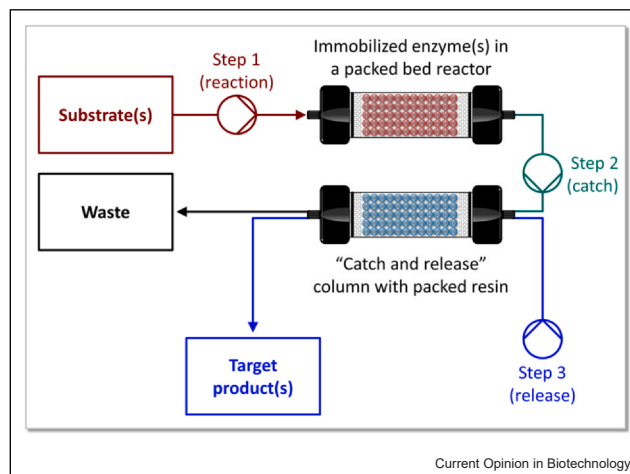 Step 1
(reaction)
Immobilized enzyme(s) in
a packed bed reactor
Substrate(s)
Step 2
(catch)
Waste
“Catch and release”
column with packed resin
Target
product(s)
Step 3
(release)
Current Opinion in Biotechnology